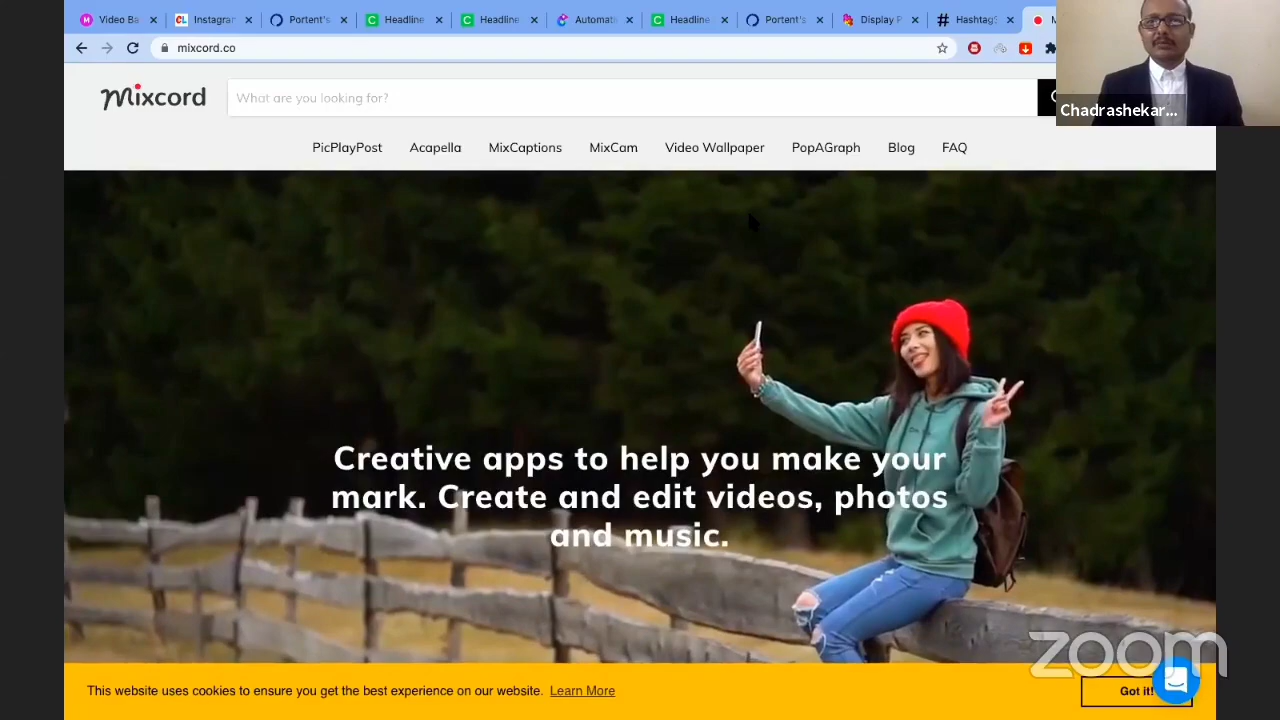 Video Ba
Instagram
Portent's
Headline
Headline
Automat
Headline
Portent's
Display P
Hashtag
mixcord.co
Mixcord
What are you looking for?
Chadrashekar...
PicPlayPost Acapella MixCaptions MixCam Video Wallpaper PopAGraph Blog FAQ
Creative apps to help you make your
mark. Create and edit videos, photos
and music.
zoom
This website uses cookies to ensure you get the best experience on our website. Learn More
Got it!